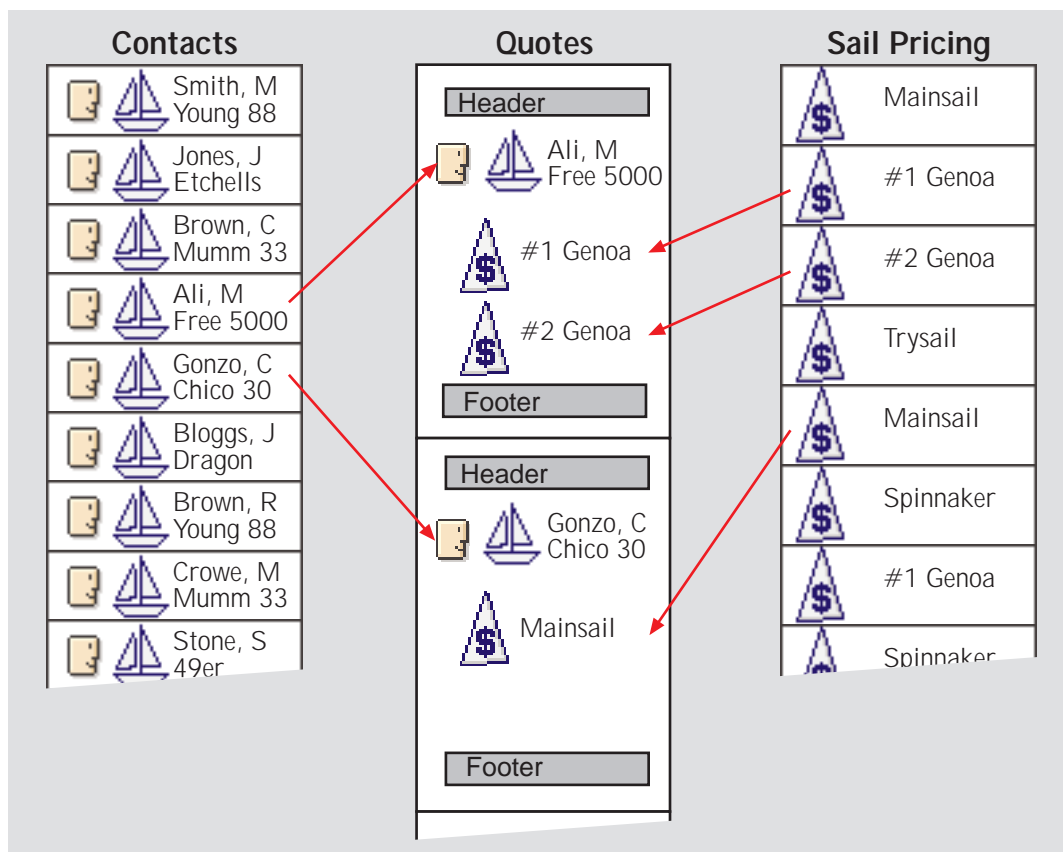 Contacts
Smith, M
Young 88
Jones, J
Etchells
Brown, C
Mumm 33
Ali, M
Free 5000
Gonzo, C
Chico 30
Bloggs, J
Dragon
Brown, R
Young 88
Crowe, M
Mumm 33
Stone, S
49er
Quotes
Header
Ali, M
Free 5000
$ #1 Genoa
$ #2 Genoa
Footer
Header
Gonzo, C
Chico 30
$ Mainsail
Footer
Sail Pricing
$ Mainsail
$ #1 Genoa
$ #2 Genoa
$ Trysail
$ Mainsail
$ Spinnaker
$ #1 Genoa
$ Spinnaker